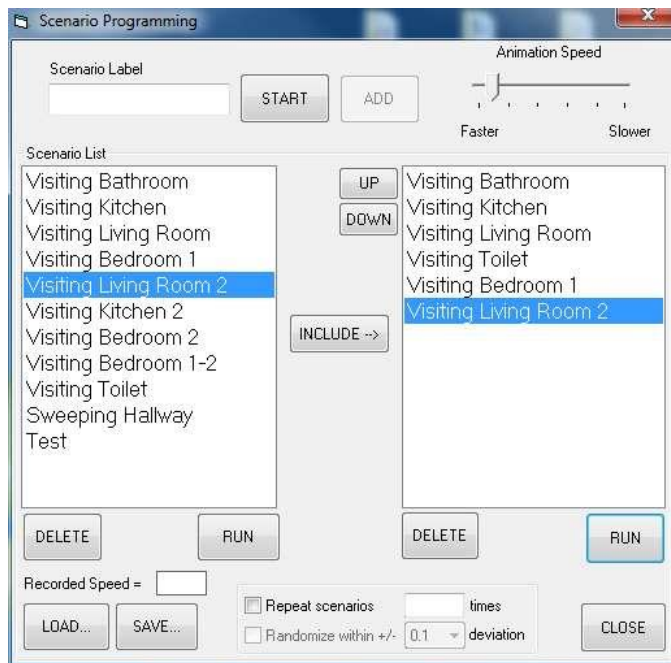 Scenario Programming
Scenario Label
START
ADD
Animation Speed
Faster
Slower
Scenario List
Visiting Bathroom
Visiting Kitchen
Visiting Living Room
Visiting Bedroom 1
Visiting Living Room 2
Visiting Kitchen 2
Visiting Bedroom 2
Visiting Bedroom 1-2
Visiting Toilet
Sweeping Hallway
Test
UP
DOWN
INCLUDE -->
Visiting Bathroom
Visiting Kitchen
Visiting Living Room
Visiting Toilet
Visiting Bedroom 1
Visiting Living Room 2
DELETE
RUN
DELETE
RUN
Recorded Speed =
LOAD...
SAVE...
Repeat scenarios times
Randomize within +/- 0.1 deviation
CLOSE